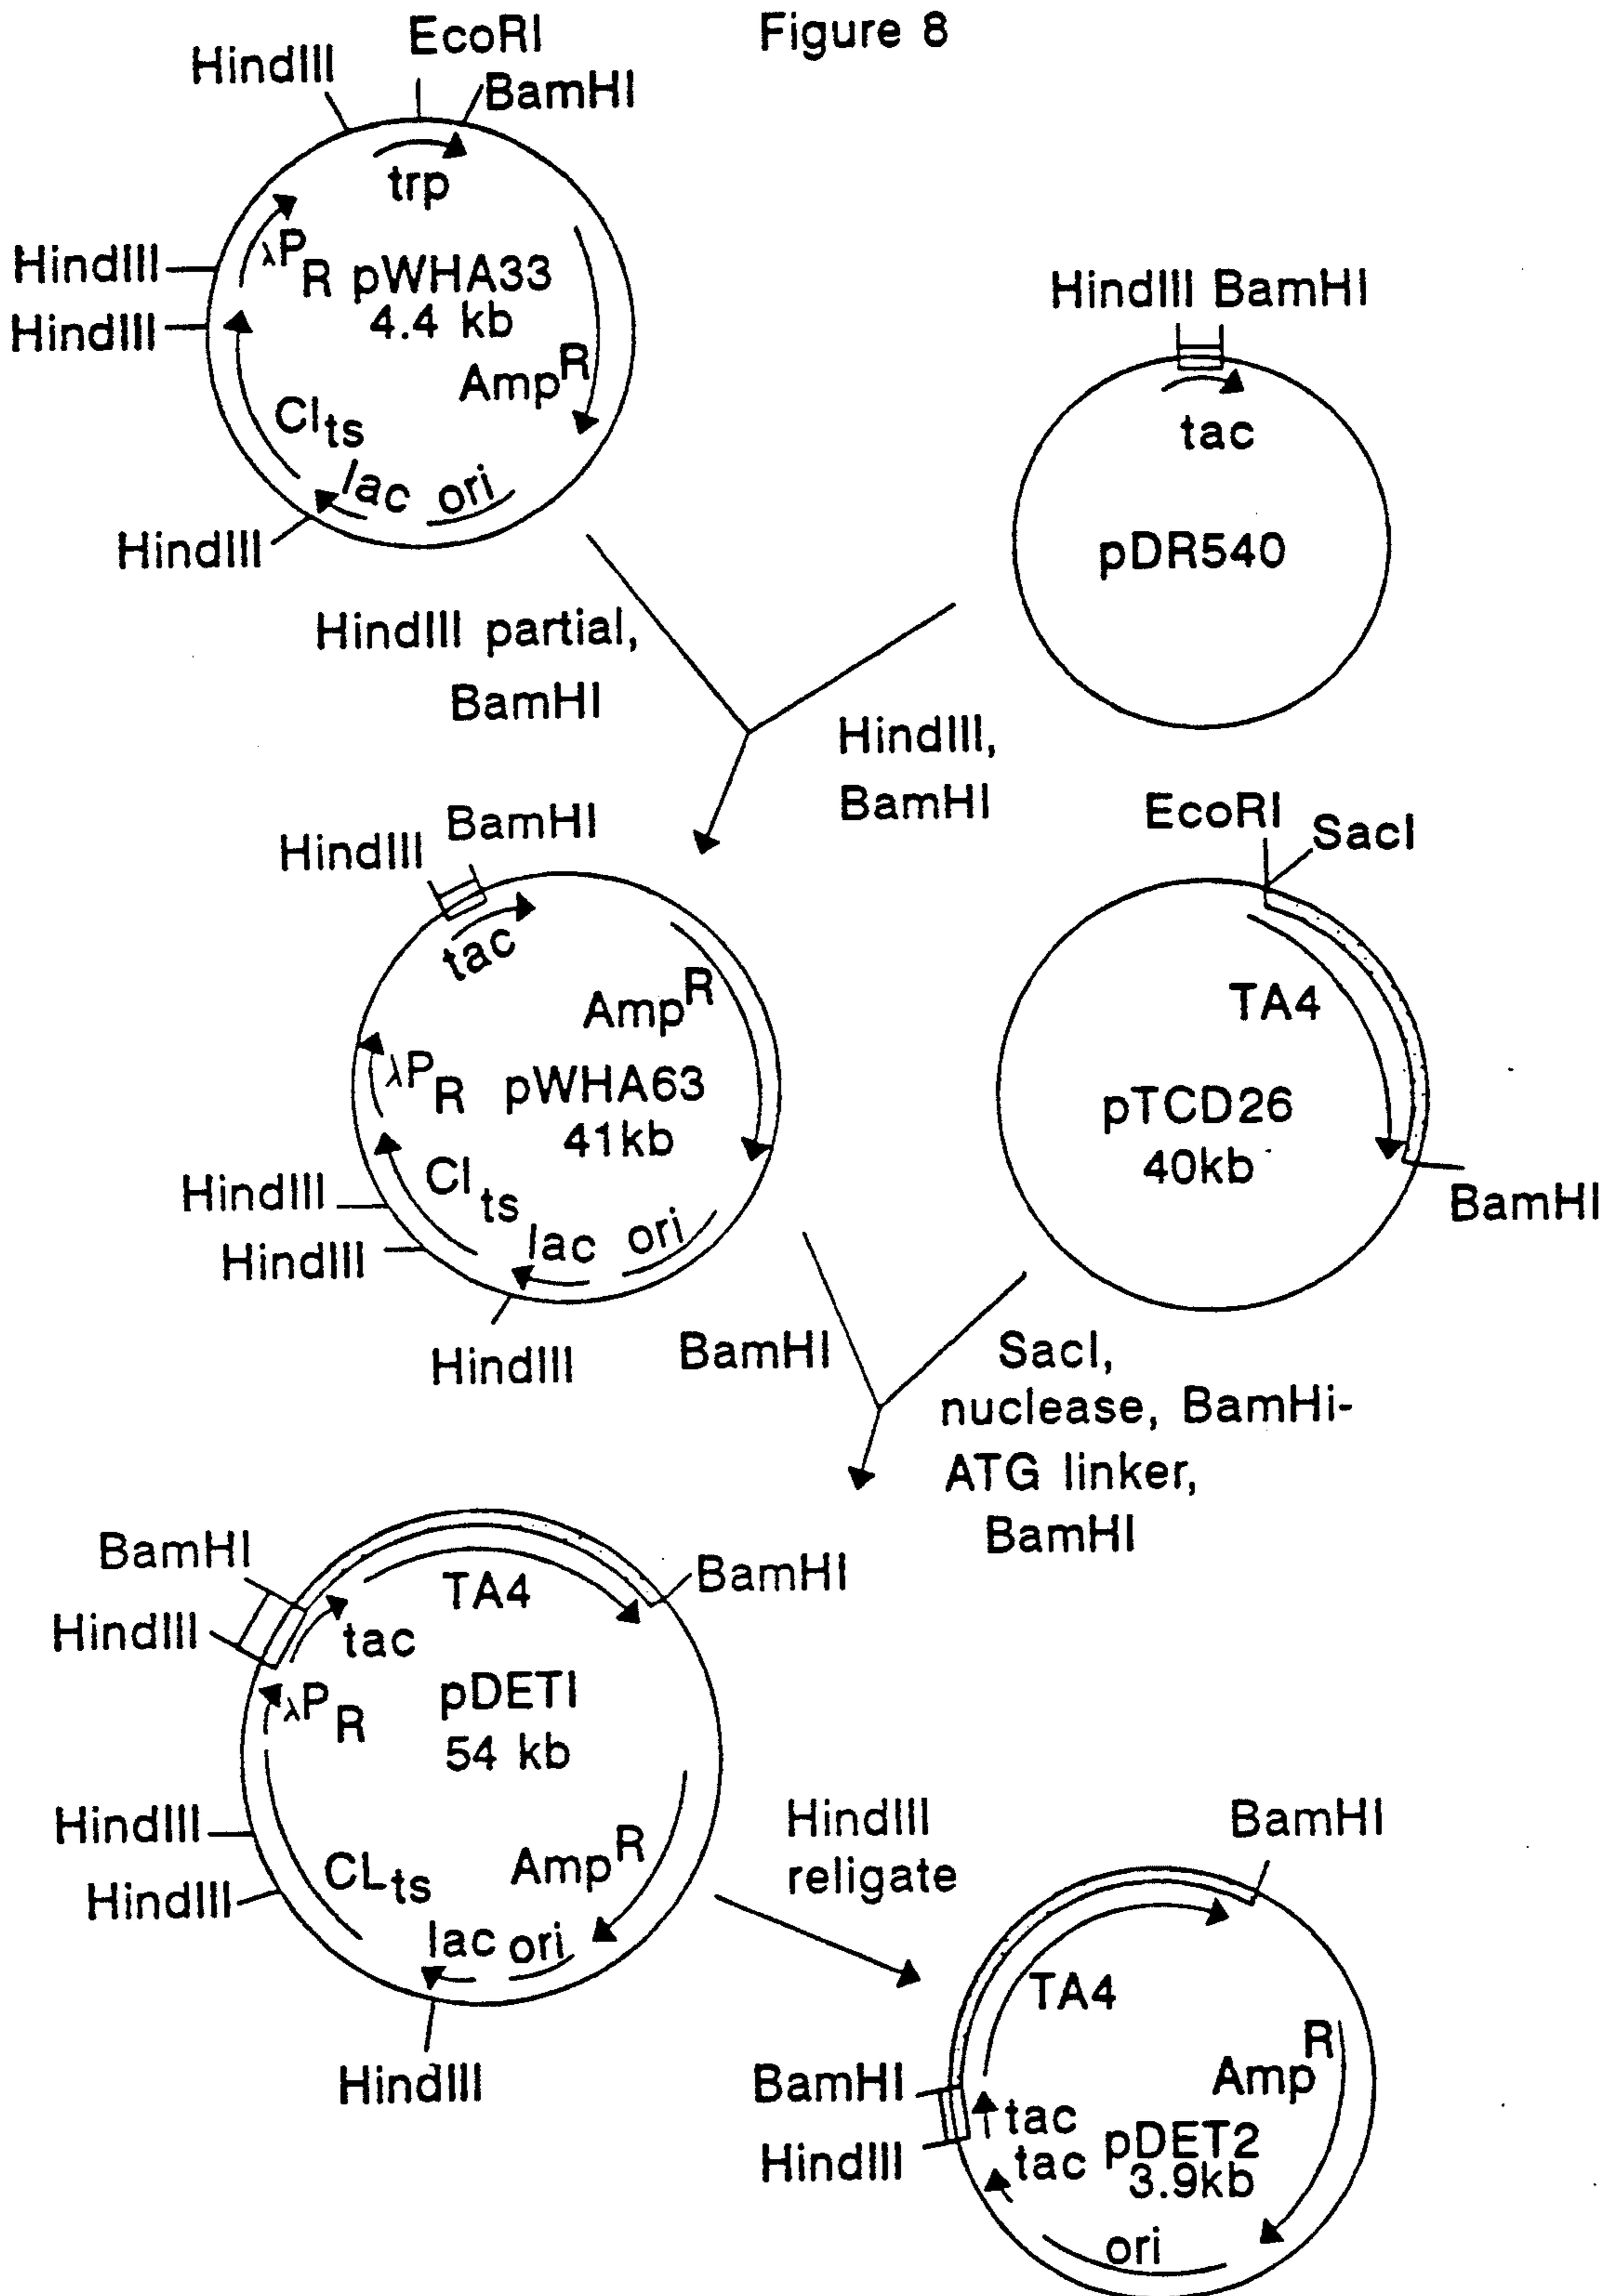 Figure 8
EcoRI
HindIII
BamHI
trp
HindIII
λPR
pWHA33
4.4 kb
HindIII
AmpR
CIts
lac ori
HindIII
HindIII BamHI
tac
pDR540
HindIII partial,
BamHI
HindIII,
BamHI
BamHI
HindIII
tac
AmpR
λPR
pWHA63
41kb
CIts
HindIII
HindIII
lac ori
HindIII
EcoRI
SacI
TA4
pTCD26
40kb
BamHI
BamHI
SacI,
nuclease, BamHi-
ATG linker,
BamHI
BamHI
HindIII
TA4
BamHI
tac
λPR
pDETI
54 kb
HindIII
HindIII
CLts
AmpR
lac ori
HindIII
HindIII
religate
BamHI
TA4
AmpR
BamHI
HindIII
tac
tac
pDET2
3.9kb
ori